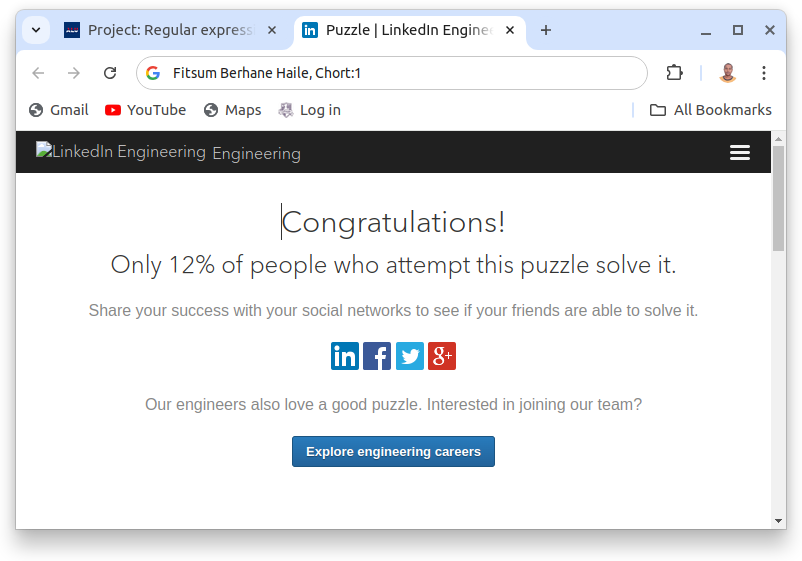 Project: Regular express
Puzzle | LinkedIn Engine
Fitsum Berhane Haile, Chort:1
Gmail
YouTube
Maps
Log in
All Bookmarks
LinkedIn Engineering Engineering
Congratulations!
Only 12% of people who attempt this puzzle solve it.
Share your success with your social networks to see if your friends are able to solve it.
in f g+
Our engineers also love a good puzzle. Interested in joining our team?
Explore engineering careers